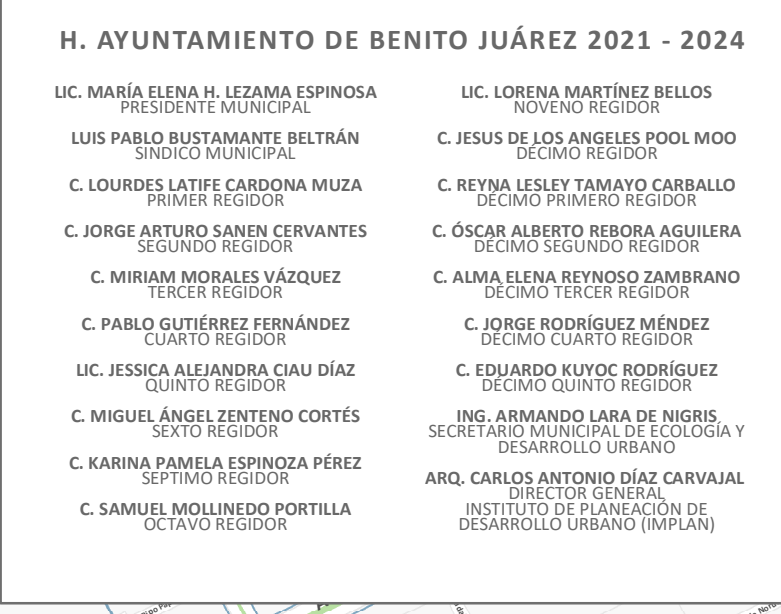 H. AYUNTAMIENTO DE BENITO JUÁREZ 2021 - 2024
LIC. MARÍA ELENA H. LEZAMA ESPINOSA
PRESIDENTE MUNICIPAL
LUIS PABLO BUSTAMANTE BELTRÁN
SINDICO MUNICIPAL
C. LOURDES LATIFE CARDONA MUZA
PRIMER REGIDOR
C. JORGE ARTURO SANEN CERVANTES
SEGUNDO REGIDOR
C. MIRIAM MORALES VÁZQUEZ
TERCER REGIDOR
C. PABLO GUTIÉRREZ FERNÁNDEZ
CUARTO REGIDOR
LIC. JESSICA ALEJANDRA CIAU DÍAZ
QUINTO REGIDOR
C. MIGUEL ÁNGEL ZENTENO CORTÉS
SEXTO REGIDOR
C. KARINA PAMELA ESPINOZA PÉREZ
SEPTIMO REGIDOR
C. SAMUEL MOLLINEDO PORTILLA
OCTAVO REGIDOR
LIC. LORENA MARTÍNEZ BELLOS
NOVENO REGIDOR
C. JESUS DE LOS ANGELES POOL MOO
DÉCIMO REGIDOR
C. REYNA LESLEY TAMAYO CARBALLO
DÉCIMO PRIMERO REGIDOR
C. ÓSCAR ALBERTO REBORA AGUILERA
DÉCIMO SEGUNDO REGIDOR
C. ALMA ELENA REYNOSO ZAMBRANO
DÉCIMO TERCER REGIDOR
C. JORGE RODRÍGUEZ MÉNDEZ
DÉCIMO CUARTO REGIDOR
C. EDUARDO KUYOC RODRÍGUEZ
DÉCIMO QUINTO REGIDOR
ING. ARMANDO LARA DE NIGRIS
SECRETARIO MUNICIPAL DE ECOLOGÍA Y
DESARROLLO URBANO
ARQ. CARLOS ANTONIO DÍAZ CARVAJAL
DIRECTOR GENERAL
INSTITUTO DE PLANEACIÓN DE
DESARROLLO URBANO (IMPLAN)